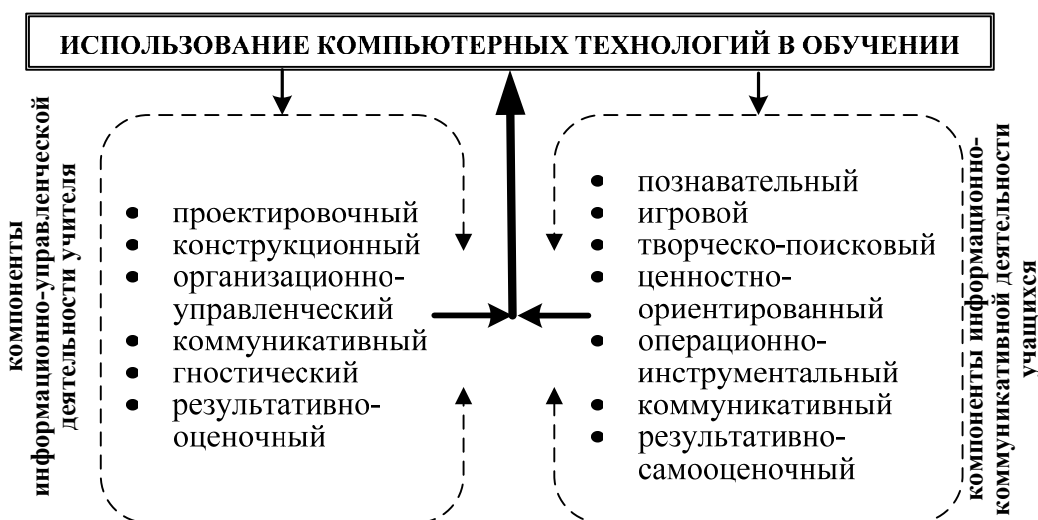 ИСПОЛЬЗОВАНИЕ КОМПЬЮТЕРНЫХ ТЕХНОЛОГИЙ В ОБУЧЕНИИ
компоненты
информационно-управленческой
деятельности учителя
• проектировочный
• конструкционный
• организационно-
управленческий
• коммуникативный
• гностический
• результативно-
оценочный
• познавательный
• игровой
• творческо-поисковый
• ценностно-
ориентированный
• операционно-
инструментальный
• коммуникативный
• результативно-
самооценочный
компоненты информационно-
коммуникативной деятельности
учащихся